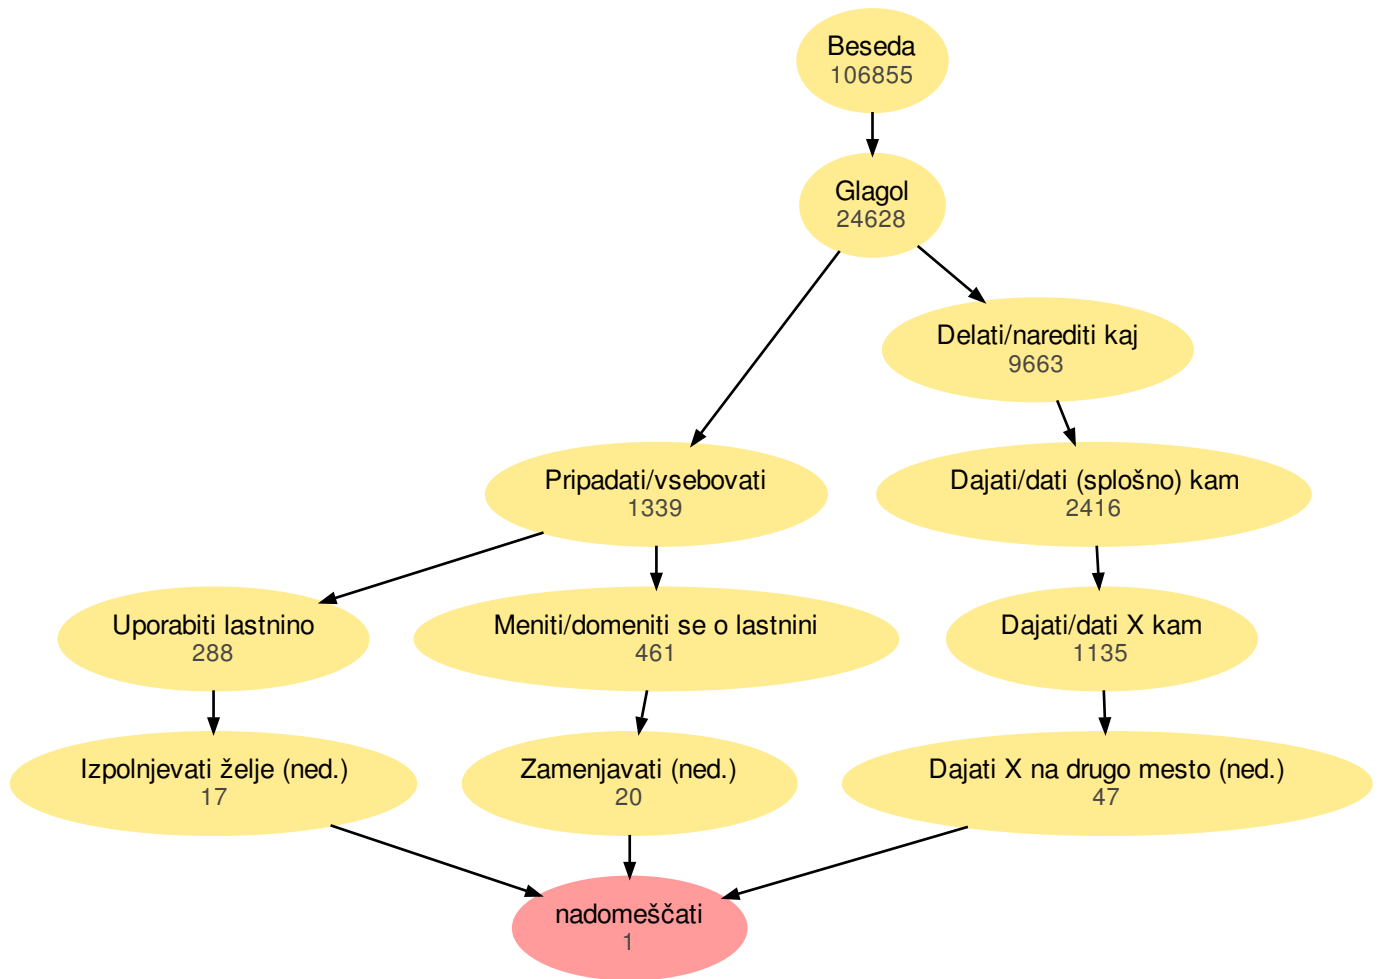 Beseda
106855
Glagol
24628
Delati/narediti kaj
9663
Pripadati/vsebovati
1339
Dajati/dati (splošno) kam
2416
Uporabiti lastnino
288
Meniti/domeniti se o lastnini
461
Dajati/dati X kam
1135
Izpolnjevati želje (ned.)
17
Zamenjavati (ned.)
20
Dajati X na drugo mesto (ned.)
47
nadomeščati
1